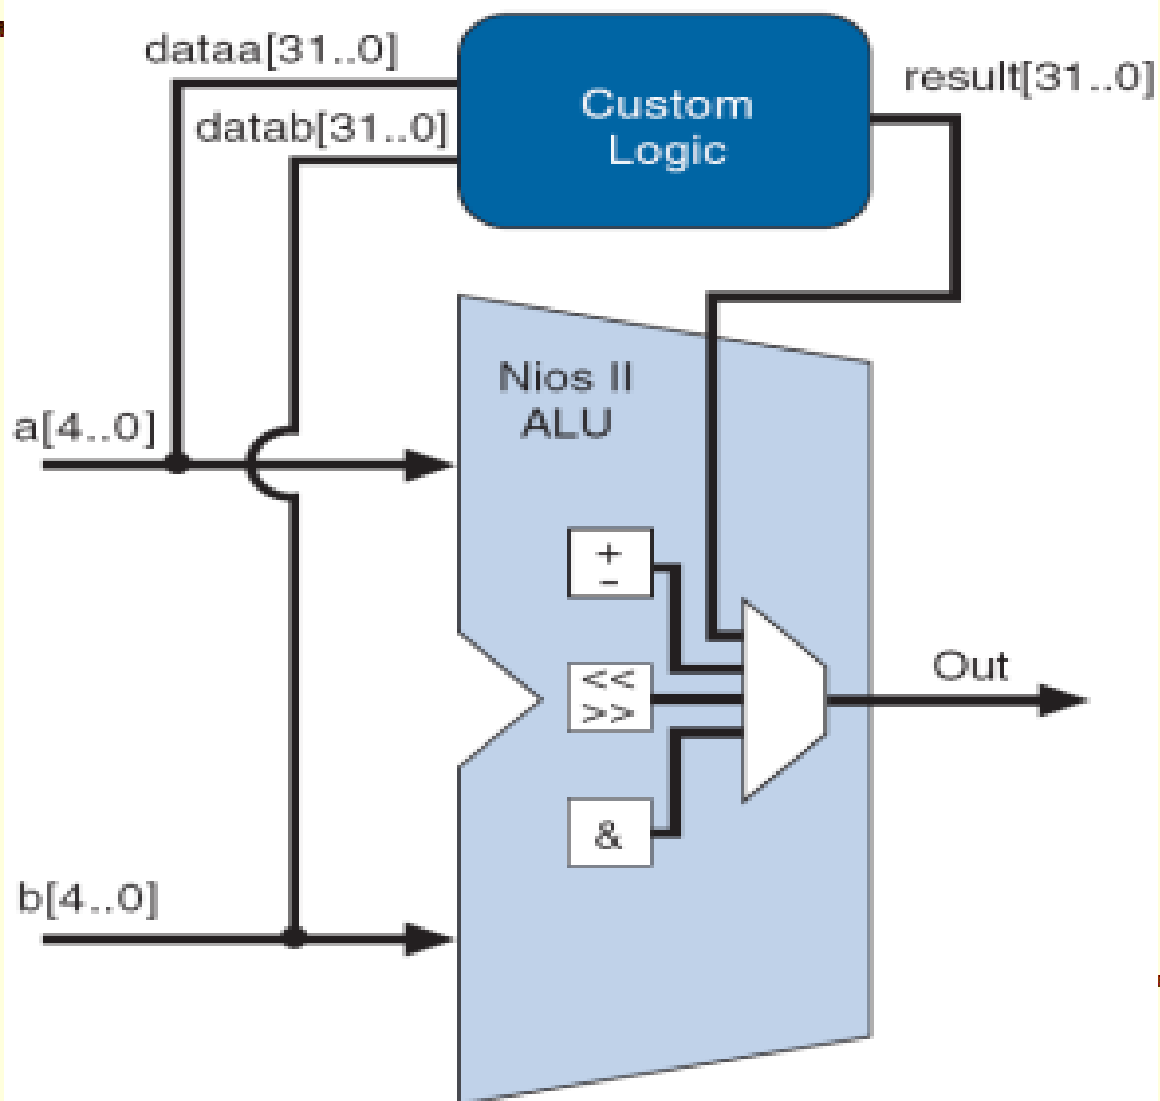 dataa[31..0]
datab[31..0]
Custom
Logic
result[31..0]
Nios II
ALU
a[4..0]
+
-
<<
>>
Out
&
b[4..0]